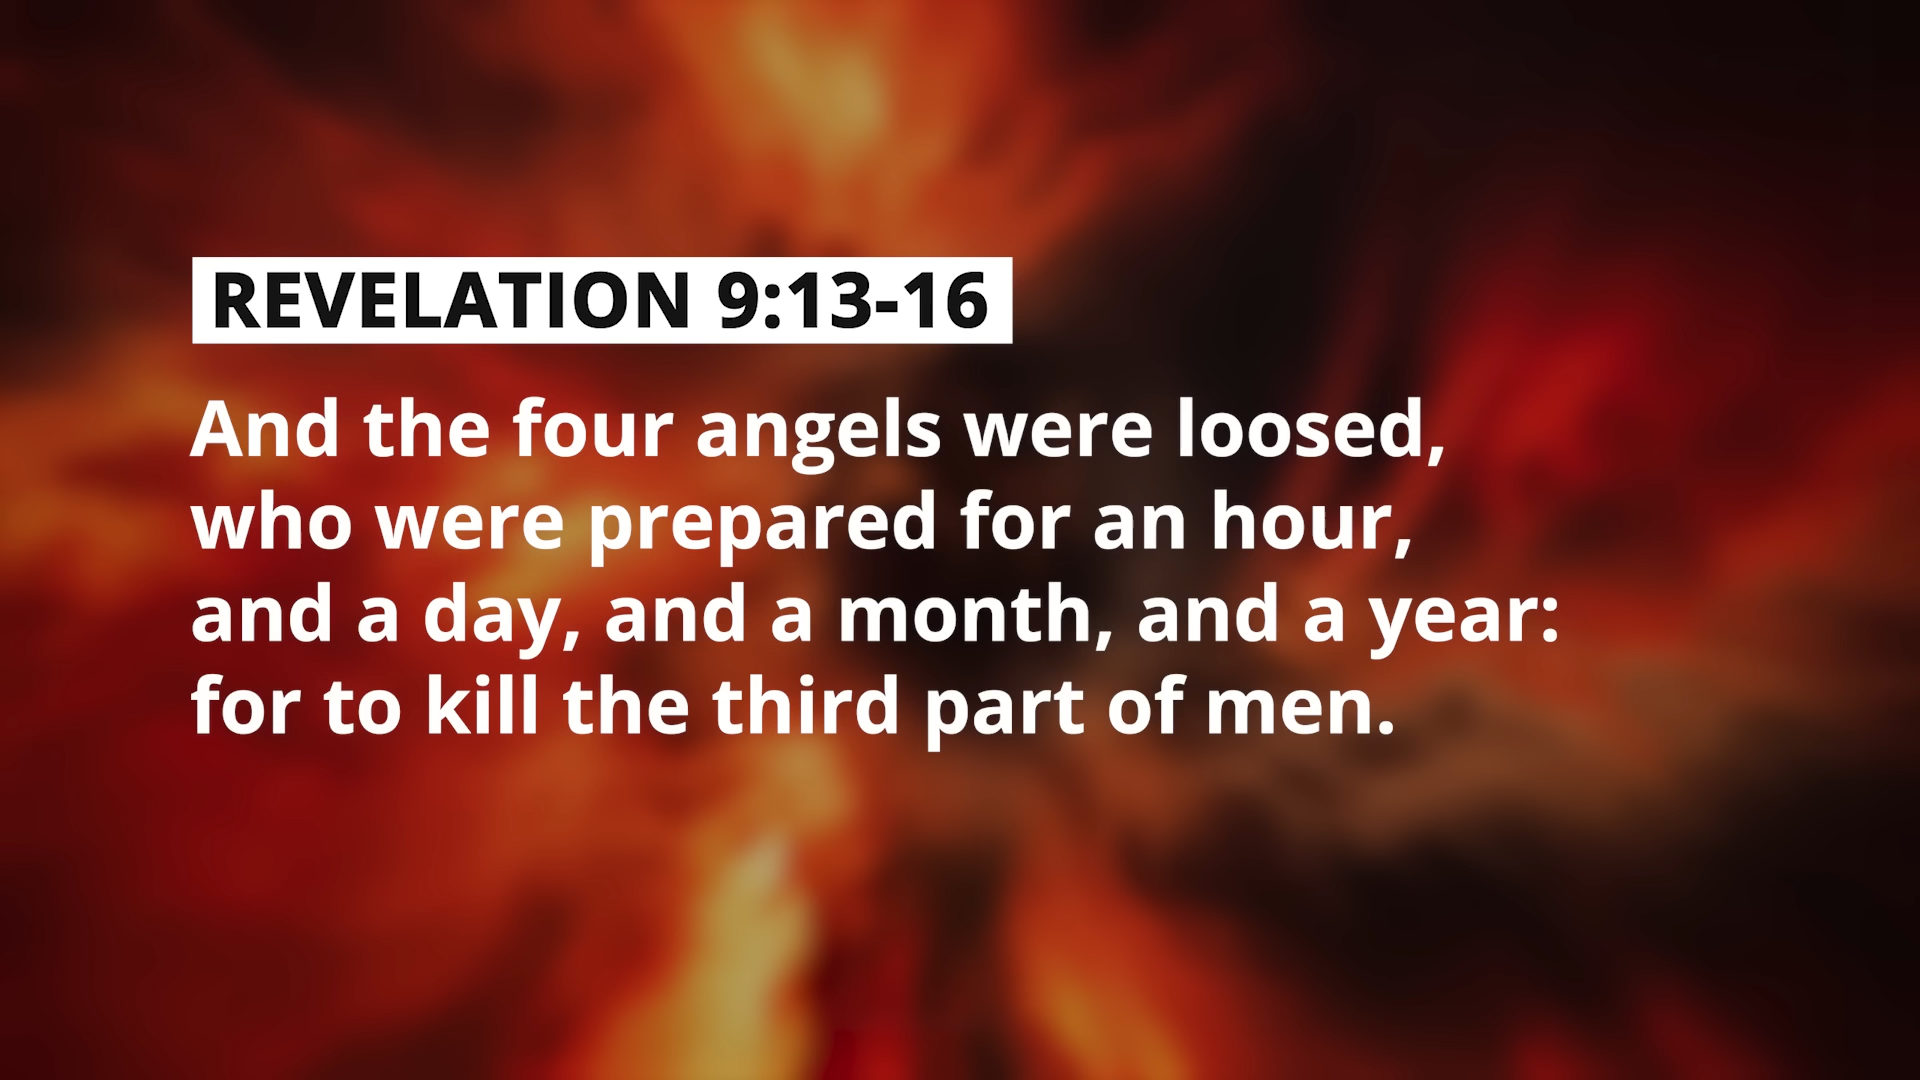 REVELATION 9:13-16
And the four angels were loosed,
who were prepared for an hour,
and a day, and a month, and a year:
for to kill the third part of men.